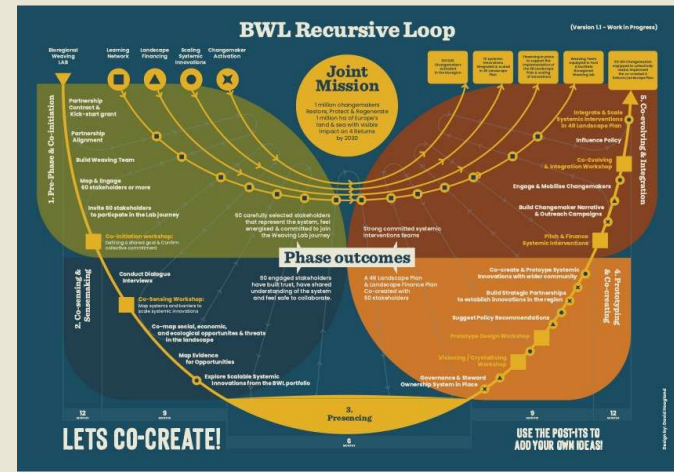 BWL Recursive Loop
(Version 1.1 - Work in Progress)
Bioregional
Weaving
LAB
Learning
Network
Landscape
Financing
Scaling
Systemic
Innovations
Changemaker
Activation
Joint
Mission
1 million changemakers
Restore, Protect & Regenerate
1 million ha of Europe's
land & sea with visible
impact on 4 Returns
by 2030
1. Pre-Phase & Co-initiation
Partnership
Contract &
Kick-start grant
Partnership
Alignment
Build Weaving Team
Map & Engage
60 stakeholders or more
Invite 60 stakeholders
to participate in the Lab journey
Co-initiation workshop:
Defining a shared goal & Confirm
collective commitment
2. Co-sensing &
Sensemaking
Conduct Dialogue
Interviews
Co-Sensing Workshop:
Map systems and barriers to
scale systemic innovations
Co-map social, economic,
and ecological opportunites & threats
in the landscape
Map Evidence
for Opportunities
Explore Scalable Systemic
Innovations from the BWL portfolio
50 carefully selected stakeholders
that represent the system, feel
energised & committed to join
the Weaving Lab journey
Strong committed systemic
interventions teams
Phase outcomes
50 engaged stakeholders
have built trust, have shared
understanding of the system
and feel safe to collaborate.
A 4R Landscape Plan
& Landscape Finance Plan
Co-created with
50 stakeholders
3.
Presencing
5. Co-evolving & Integration
Integrate & Scale
Systemic Interventions
in 4R Landscape Plan
Influence Policy
Co-Evolving
& Integration Workshop
Engage & Mobilise Changemakers
Build Changemaker Narrative
& Outreach Campaigns
Pitch & Finance
Systemic Interventions
4. Prototyping
& Co-creating
Co-create & Protoype Systemic
Innovations with wider community
Build Strategic Partnerships
to establish innovations in the region
Suggest Policy Recommendations
Prototype Design Workshop
Visioning / Crystallising
Workshop
Governance & Steward
Ownership System in Place
12
9
6
9
12
LETS CO-CREATE!
USE THE POST-ITS TO
ADD YOUR OWN IDEAS!